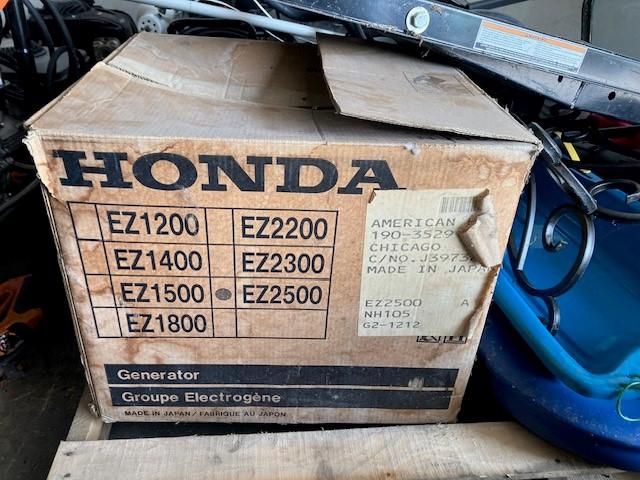 HONDA
EZ1200 EZ2200
EZ1400 EZ2300
EZ1500 EZ2500
EZ1800
AMERICAN
190-3529
CHICAGO
C/NO.J3973
MADE IN JAPAN
EZ2500 A
NH105
G2-1212
Generator
Groupe Electrogène
MADE IN JAPAN / FABRIQUE AU JAPON